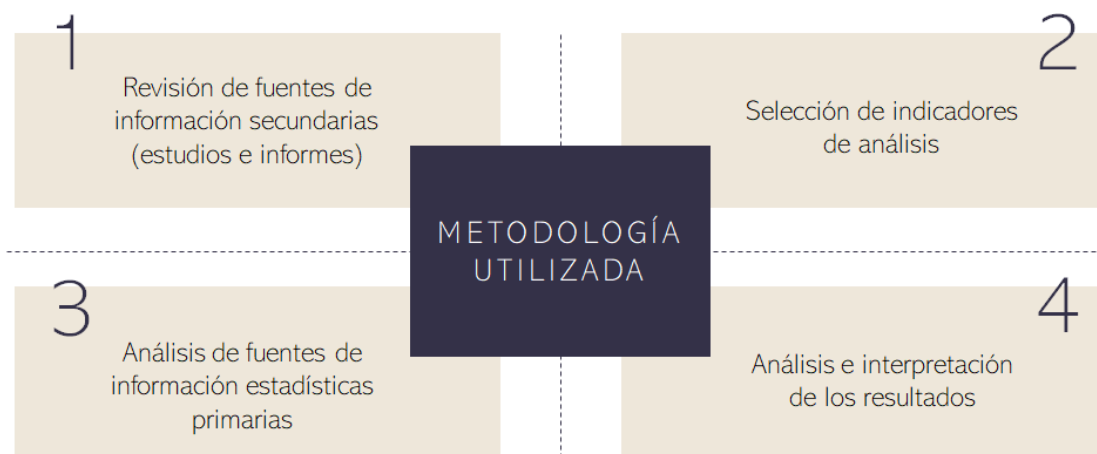 1
Revisión de fuentes de
información secundarias
(estudios e informes)
2
Selección de indicadores
de análisis
METODOLOGÍA
UTILIZADA
3
Análisis de fuentes de
información estadísticas
primarias
4
Análisis e interpretación
de los resultados